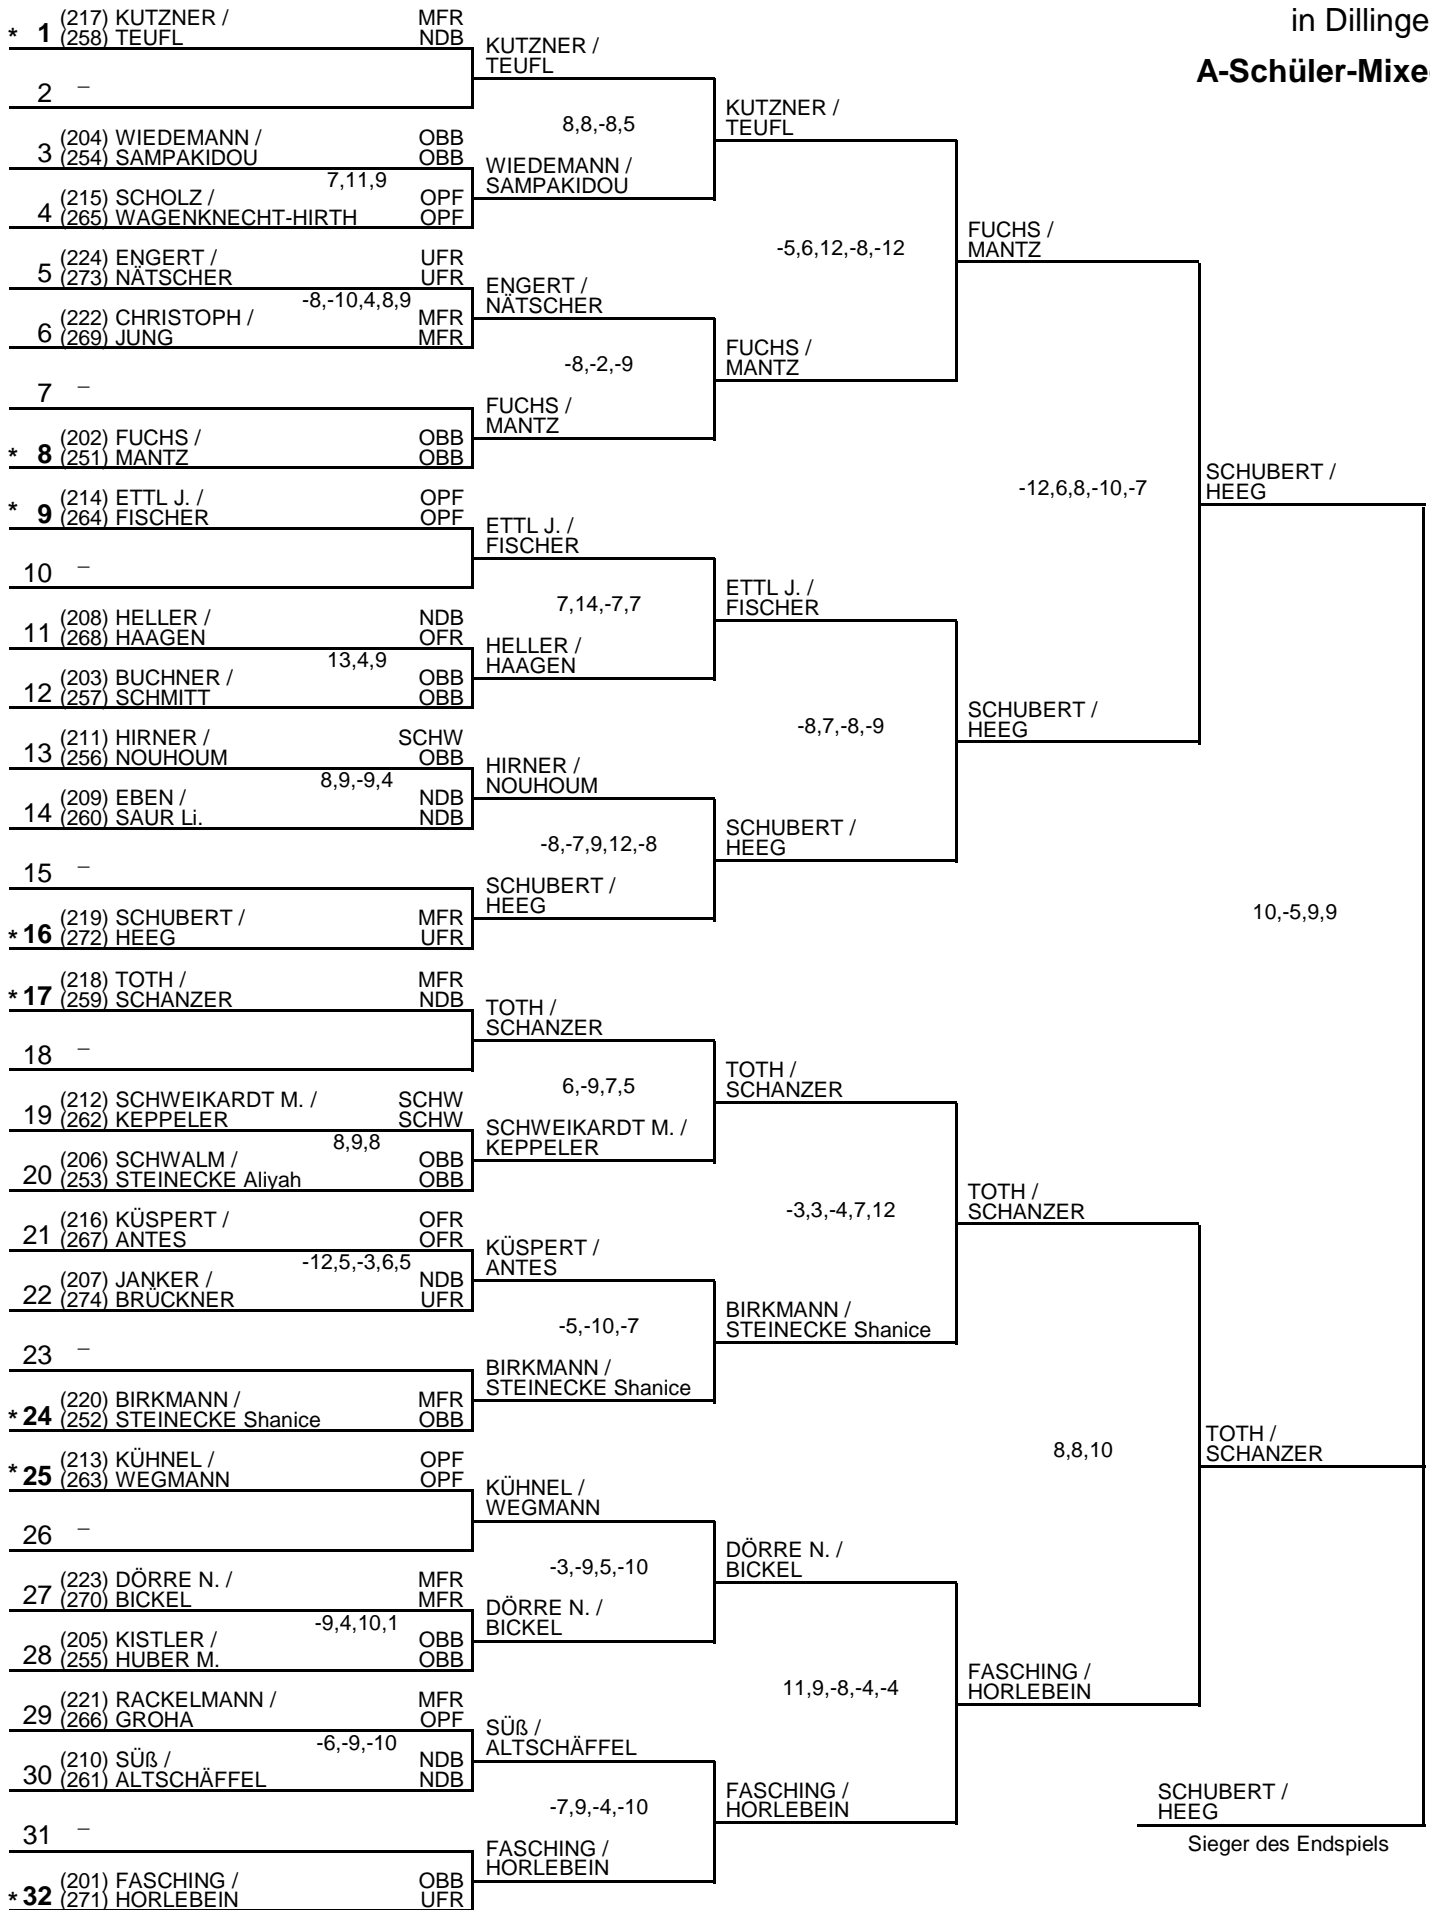 in Dillinge
A-Schüler-Mixe
* 1 (217) KUTZNER / MFR
(258) TEUFL NDB
2 –
3 (204) WIEDEMANN / OBB
(254) SAMPAKIDOU OBB
7,11,9
4 (215) SCHOLZ / OPF
(265) WAGENKNECHT-HIRTH OPF
5 (224) ENGERT / UFR
(273) NÄTSCHER UFR
-8,-10,4,8,9
6 (222) CHRISTOPH / MFR
(269) JUNG MFR
7 –
* 8 (202) FUCHS / OBB
(251) MANTZ OBB
* 9 (214) ETTL J. / OPF
(264) FISCHER OPF
10 –
11 (208) HELLER / NDB
(268) HAAGEN OFR
13,4,9
12 (203) BUCHNER / OBB
(257) SCHMITT OBB
13 (211) HIRNER / SCHW
(256) NOUHOUM OBB
8,9,-9,4
14 (209) EBEN / NDB
(260) SAUR Li. NDB
15 –
* 16 (219) SCHUBERT / MFR
(272) HEEG UFR
* 17 (218) TOTH / MFR
(259) SCHANZER NDB
18 –
19 (212) SCHWEIKARDT M. / SCHW
(262) KEPPELER SCHW
8,9,8
20 (206) SCHWALM / OBB
(253) STEINECKE Aliyah OBB
21 (216) KÜSPERT / OFR
(267) ANTES OFR
-12,5,-3,6,5
22 (207) JANKER / NDB
(274) BRÜCKNER UFR
23 –
* 24 (220) BIRKMANN / MFR
(252) STEINECKE Shanice OBB
* 25 (213) KÜHNEL / OPF
(263) WEGMANN OPF
26 –
27 (223) DÖRRE N. / MFR
(270) BICKEL MFR
-9,4,10,1
28 (205) KISTLER / OBB
(255) HUBER M. OBB
29 (221) RACKELMANN / MFR
(266) GROHA OPF
-6,-9,-10
30 (210) SÜß / NDB
(261) ALTSCHÄFFEL NDB
31 –
* 32 (201) FASCHING / OBB
(271) HORLEBEIN UFR
KUTZNER /
TEUFL
8,8,-8,5
WIEDEMANN /
SAMPAKIDOU
ENGERT /
NÄTSCHER
-8,-2,-9
FUCHS /
MANTZ
ETTL J. /
FISCHER
7,14,-7,7
HELLER /
HAAGEN
HIRNER /
NOUHOUM
-8,-7,9,12,-8
SCHUBERT /
HEEG
TOTH /
SCHANZER
6,-9,7,5
SCHWEIKARDT M. /
KEPPELER
KÜSPERT /
ANTES
-5,-10,-7
BIRKMANN /
STEINECKE Shanice
KÜHNEL /
WEGMANN
-3,-9,5,-10
DÖRRE N. /
BICKEL
SÜß /
ALTSCHÄFFEL
-7,9,-4,-10
FASCHING /
HORLEBEIN
KUTZNER /
TEUFL
-5,6,12,-8,-12
FUCHS /
MANTZ
ETTL J. /
FISCHER
-8,7,-8,-9
SCHUBERT /
HEEG
TOTH /
SCHANZER
-3,3,-4,7,12
BIRKMANN /
STEINECKE Shanice
DÖRRE N. /
BICKEL
11,9,-8,-4,-4
FASCHING /
HORLEBEIN
FUCHS /
MANTZ
-12,6,8,-10,-7
SCHUBERT /
HEEG
TOTH /
SCHANZER
8,8,10
FASCHING /
HORLEBEIN
SCHUBERT /
HEEG
10,-5,9,9
TOTH /
SCHANZER
SCHUBERT /
HEEG
Sieger des Endspiels